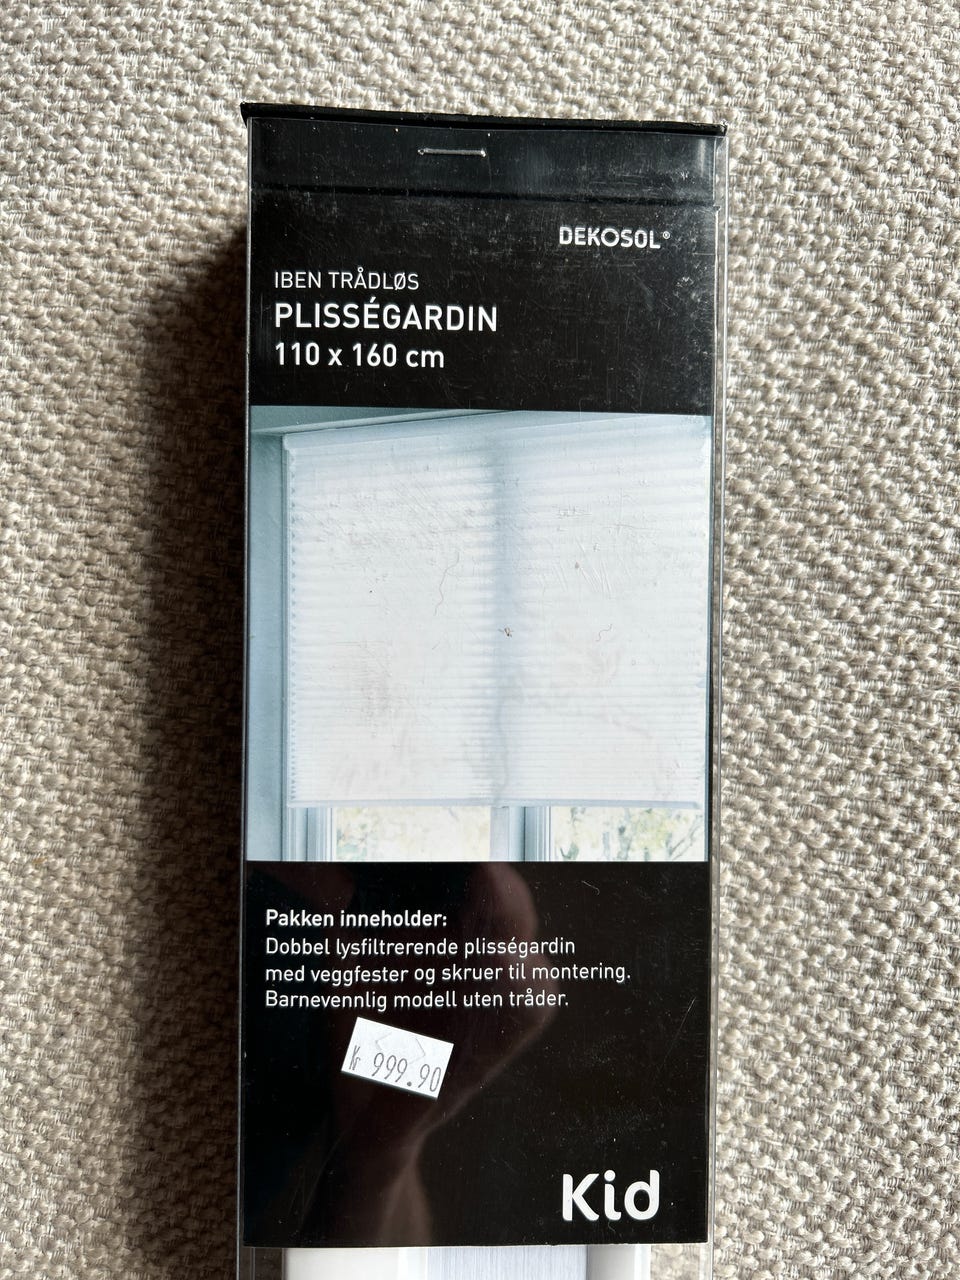 DEKOSOL®
IBEN TRÅDLØS
PLISSÉGARDIN
110 x 160 cm
Pakken inneholder:
Dobbel lysfiltrerende plisségardin
med veggfester og skruer til montering.
Barnevennlig modell uten tråder.
Kr 999.90
Kid